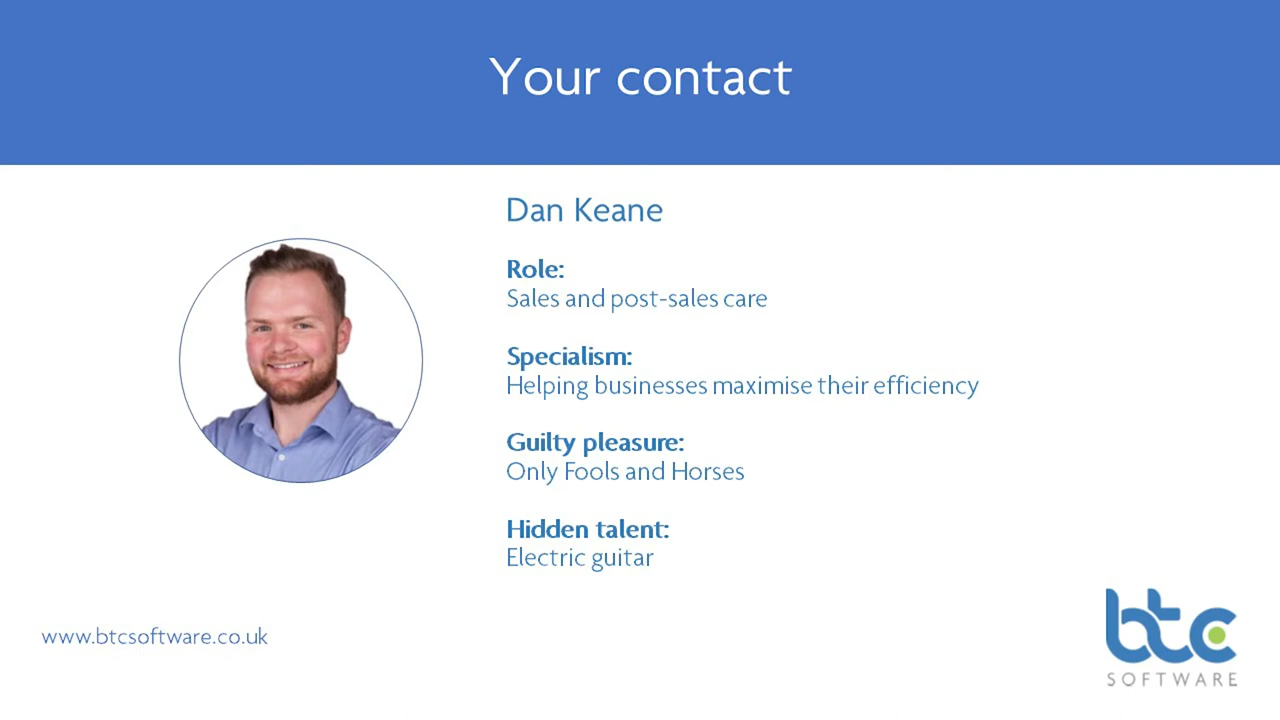 Your contact
Dan Keane
Role:
Sales and post-sales care
Specialism:
Helping businesses maximise their efficiency
Guilty pleasure:
Only Fools and Horses
Hidden talent:
Electric guitar
www.btcsoftware.co.uk
btc
SOFTWARE